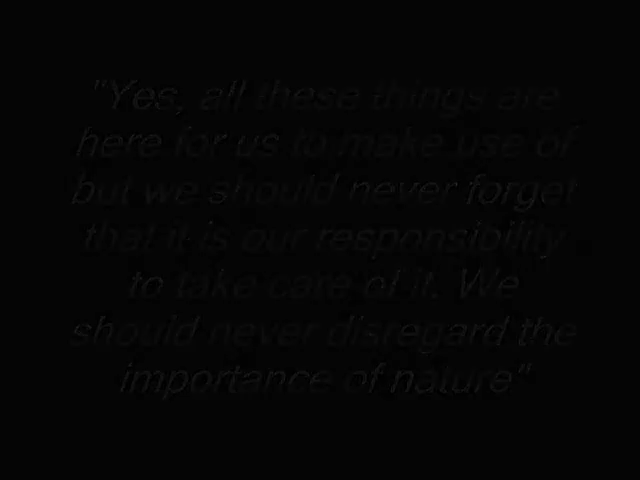 "Yes, all these things are
here for us to make use of
but we should never forget
that it is our responsibility
to take care of it. We
should never disregard the
importance of nature"